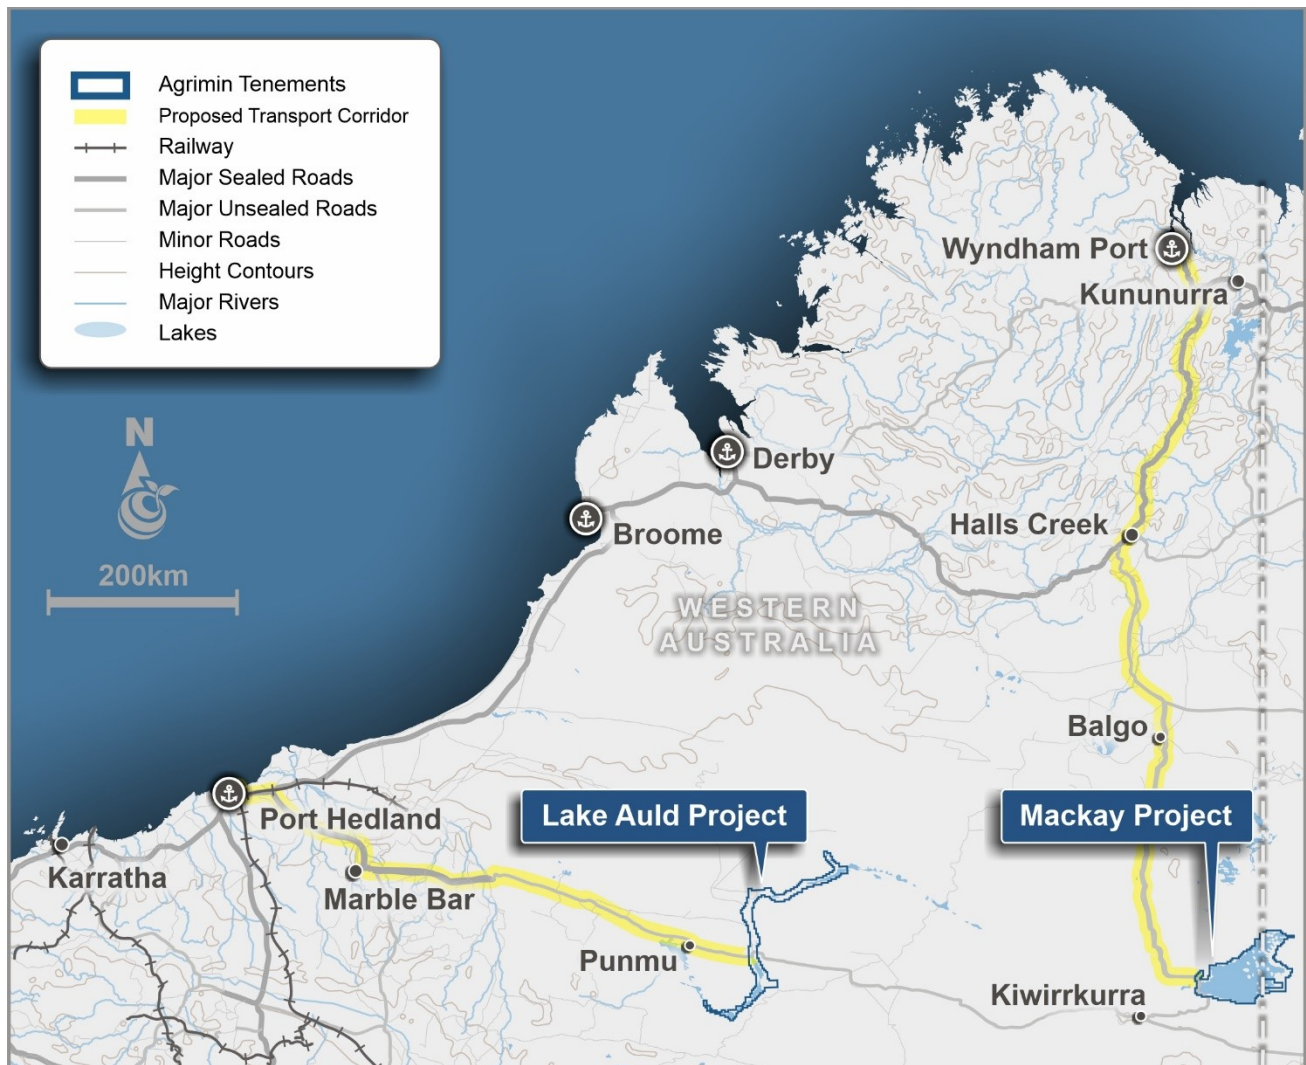 Agrimin Tenements
Proposed Transport Corridor
Railway
Major Sealed Roads
Major Unsealed Roads
Minor Roads
Height Contours
Major Rivers
Lakes
N
200km
Wyndham Port
Kununurra
Derby
Broome
Halls Creek
WESTERN
AUSTRALIA
Balgo
Port Hedland
Lake Auld Project
Mackay Project
Karratha
Marble Bar
Punmu
Kiwirrkurra